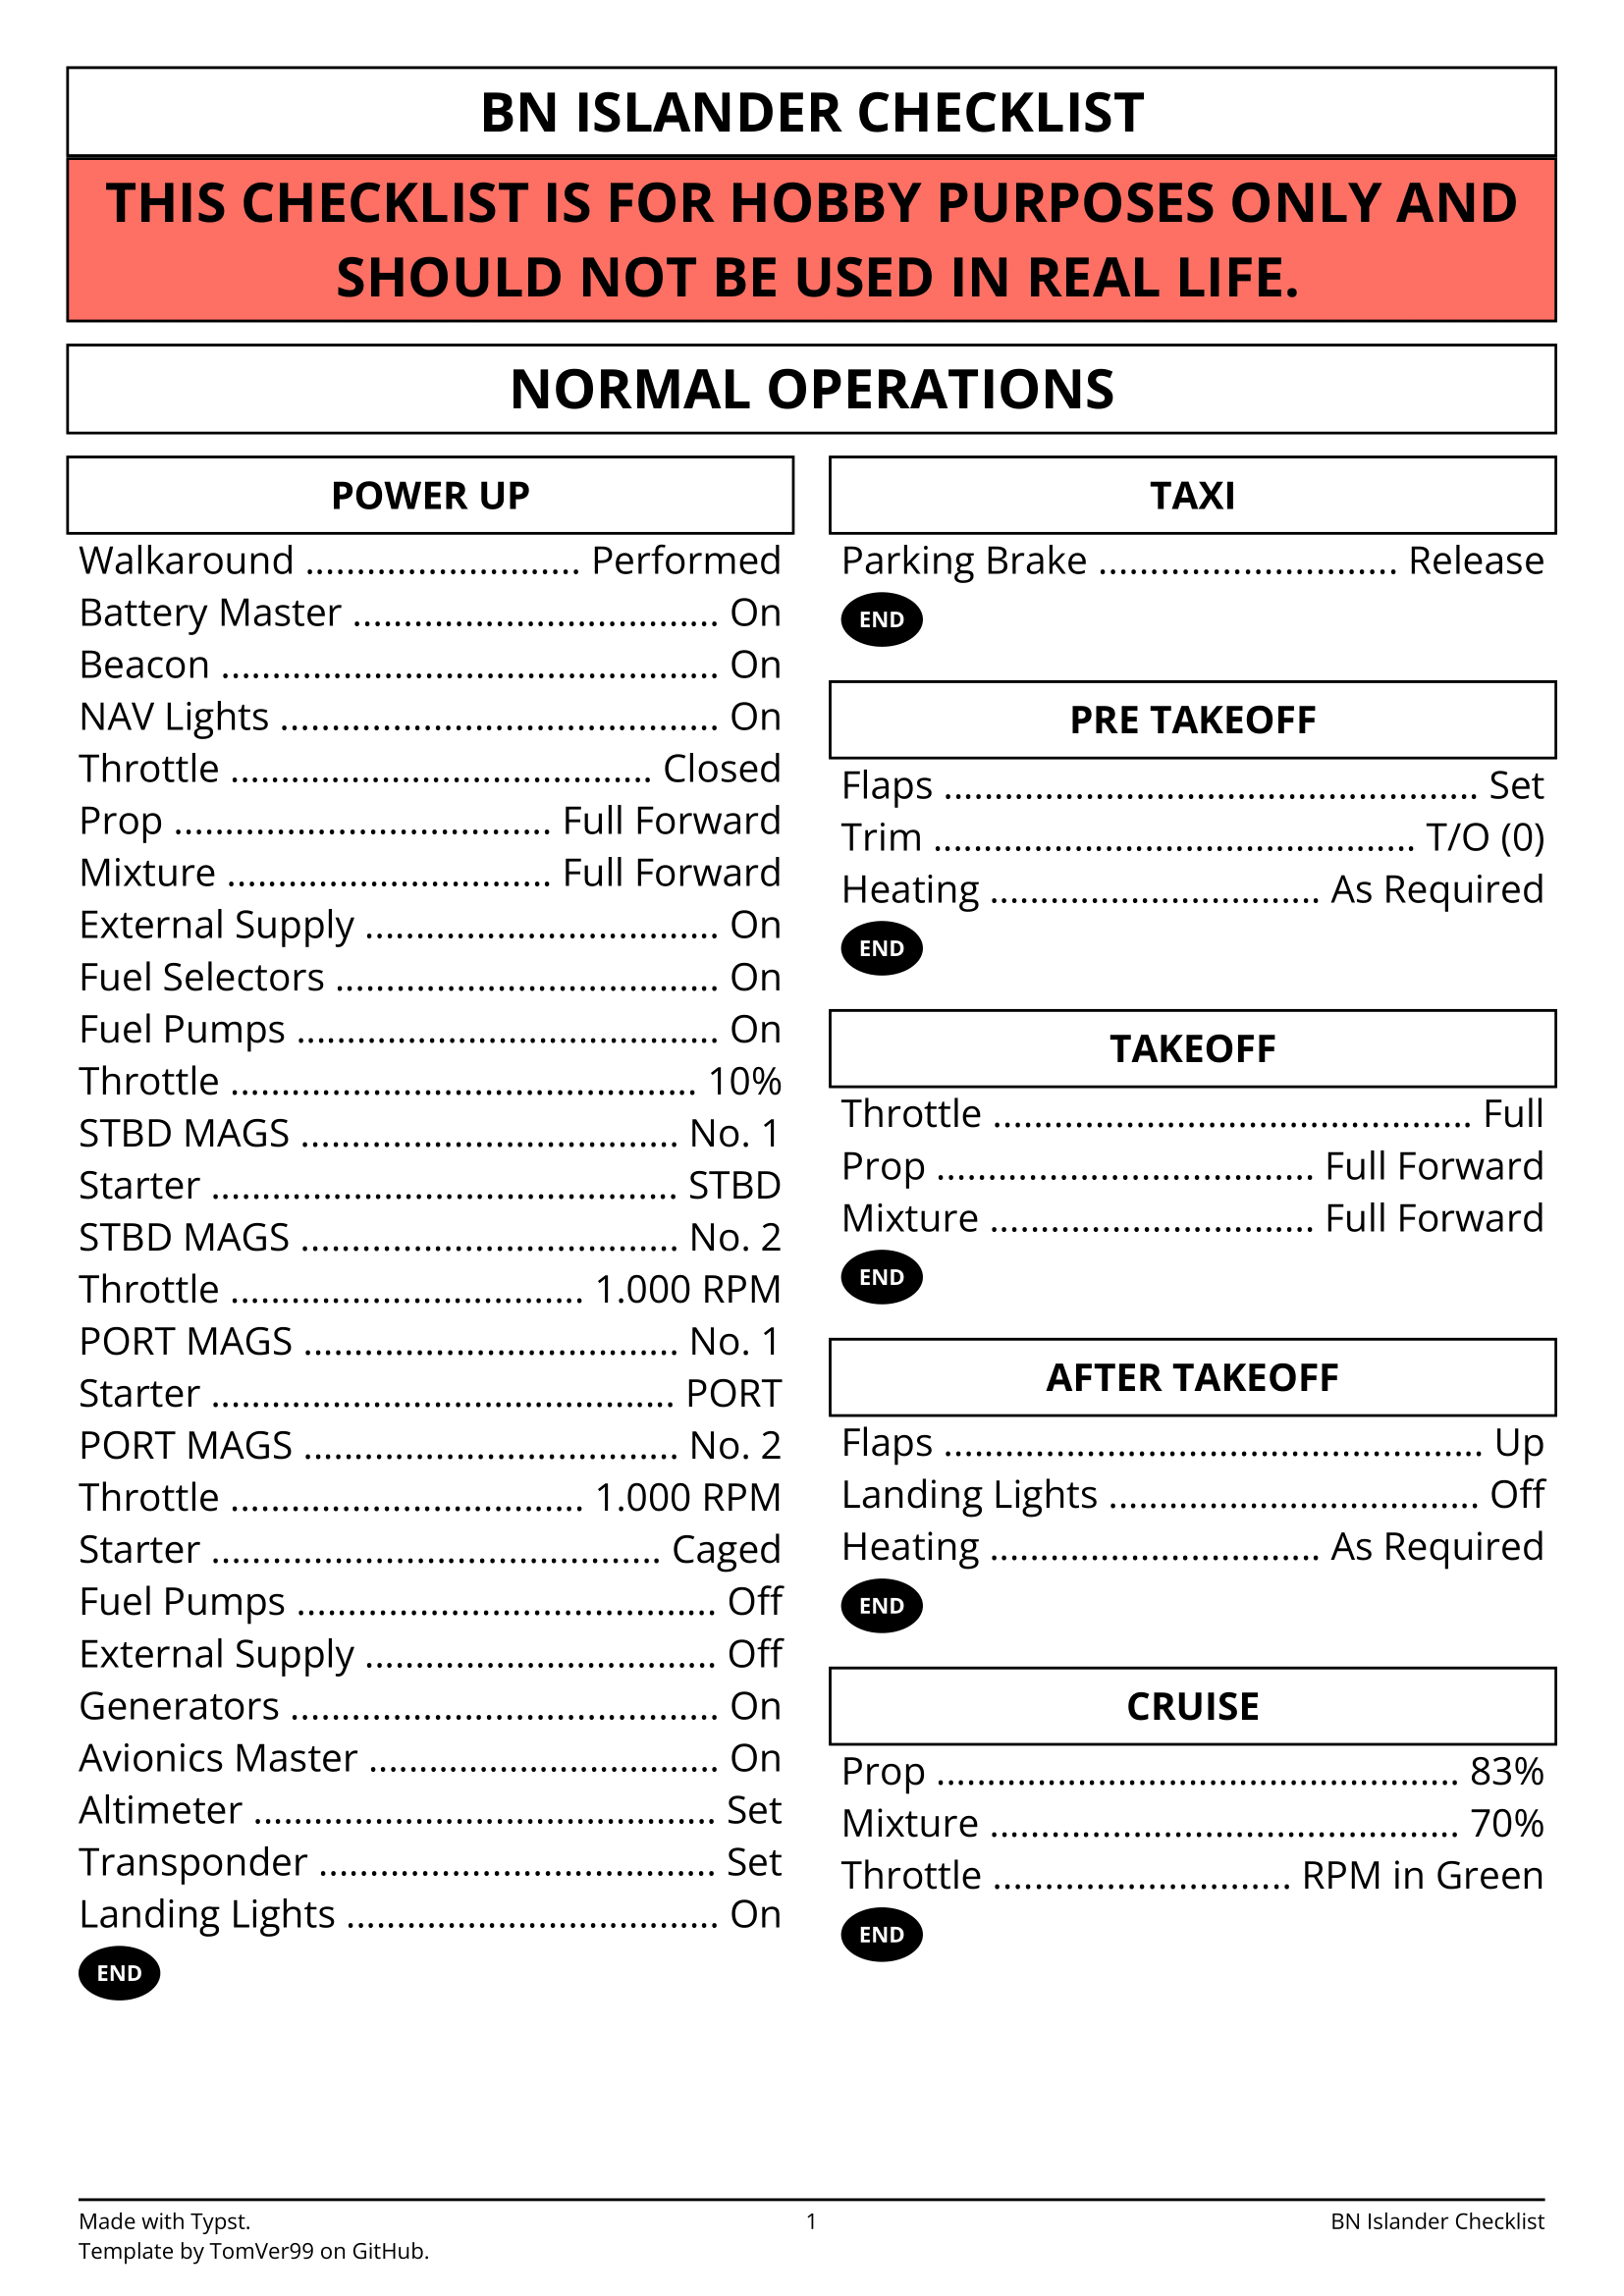 BN ISLANDER CHECKLIST
THIS CHECKLIST IS FOR HOBBY PURPOSES ONLY AND
SHOULD NOT BE USED IN REAL LIFE.
NORMAL OPERATIONS
POWER UP
Walkaround ........................... Performed
Battery Master .................................... On
Beacon ................................................. On
NAV Lights ........................................... On
Throttle .......................................... Closed
Prop ..................................... Full Forward
Mixture ................................ Full Forward
External Supply ................................... On
Fuel Selectors ...................................... On
Fuel Pumps .......................................... On
Throttle .............................................. 10%
STBD MAGS ..................................... No. 1
Starter .............................................. STBD
STBD MAGS ..................................... No. 2
Throttle ................................... 1.000 RPM
PORT MAGS ..................................... No. 1
Starter .............................................. PORT
PORT MAGS ..................................... No. 2
Throttle ................................... 1.000 RPM
Starter ............................................ Caged
Fuel Pumps ......................................... Off
External Supply .................................. Off
Generators .......................................... On
Avionics Master .................................. On
Altimeter ............................................. Set
Transponder ....................................... Set
Landing Lights ..................................... On
END
TAXI
Parking Brake ............................. Release
END
PRE TAKEOFF
Flaps .................................................... Set
Trim ............................................... T/O (0)
Heating ................................ As Required
END
TAKEOFF
Throttle ............................................... Full
Prop ..................................... Full Forward
Mixture ................................ Full Forward
END
AFTER TAKEOFF
Flaps ..................................................... Up
Landing Lights .................................... Off
Heating ................................ As Required
END
CRUISE
Prop ................................................... 83%
Mixture .............................................. 70%
Throttle ............................. RPM in Green
END
Made with Typst.
Template by TomVer99 on GitHub.
1
BN Islander Checklist